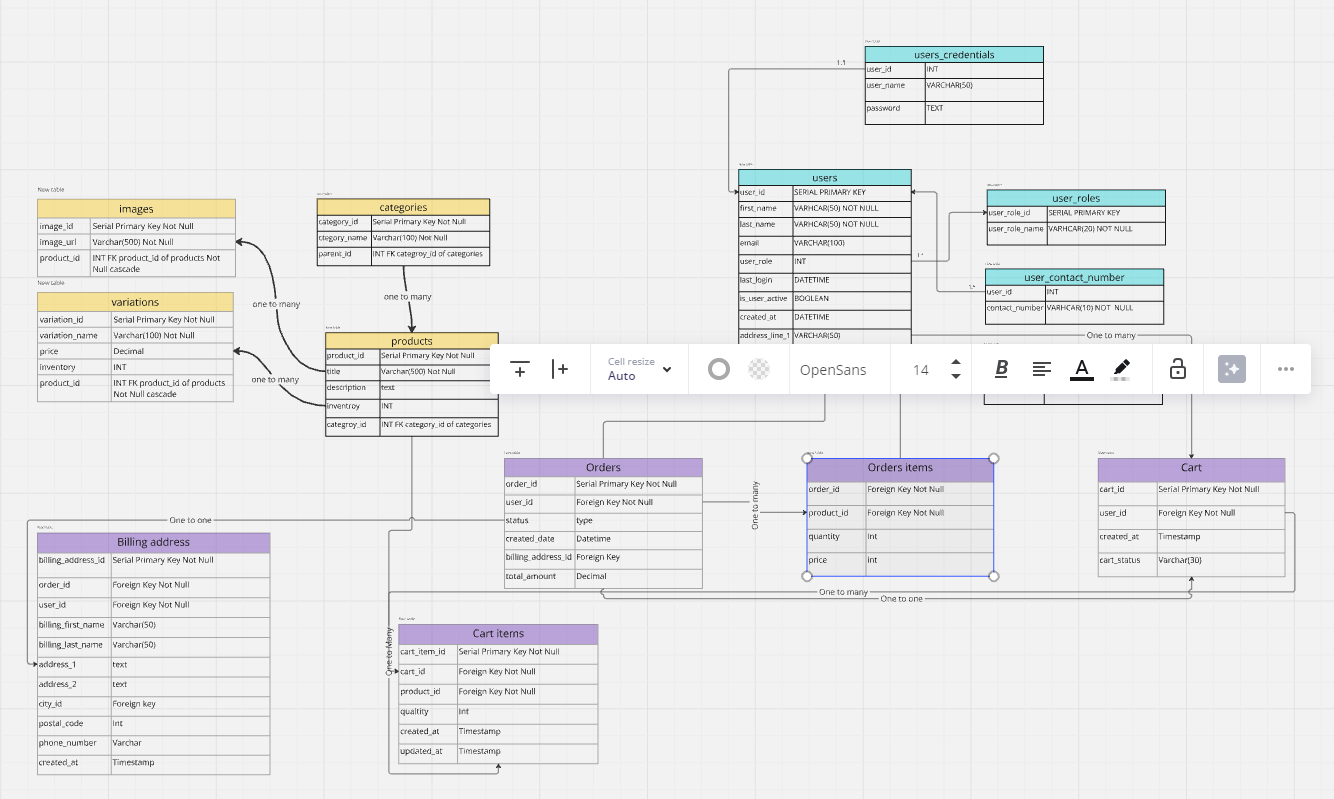 users_credentials
user_id INT
user_name VARCHAR(50)
password TEXT
1.1
users
user_id SERIAL PRIMARY KEY
first_name VARHCAR(50) NOT NULL
last_name VARHCAR(50) NOT NULL
email VARCHAR(100)
user_role INT
last_login DATETIME
is_user_active BOOLEAN
created_at DATETIME
address_line_1 VARCHAR(50)
user_roles
user_role_id SERIAL PRIMARY KEY
user_role_name VARHCAR(20) NOT NULL
user_contact_number
user_id INT
contact_number VARHCAR(10) NOT NULL
One to many
New table
images
image_id Serial Primary Key Not Null
image_url Varchar(500) Not Null
product_id INT FK product_id of products Not
Null cascade
New table
variations
variation_id Serial Primary Key Not Null
variation_name Varchar(100) Not Null
price Decimal
inventory INT
product_id INT FK product_id of products
Not Null cascade
one to many
one to many
categories
category_id Serial Primary Key Not Null
ctegory_name Varchar(100) Not Null
parent_id INT FK categroy_id of categories
one to many
products
product_id Serial Primary Key Not Null
title Varchar(500) Not Null
description text
inventroy INT
categroy_id INT FK category_id of categories
Cell resize
Auto
OpenSans
14
B
A
Orders
order_id Serial Primary Key Not Null
user_id Foreign Key Not Null
status type
created_date Datetime
billing_address_id Foreign Key
total_amount Decimal
One to many
Orders items
order_id Foreign Key Not Null
product_id Foreign Key Not Null
quantity Int
price int
Cart
cart_id Serial Primary Key Not Null
user_id Foreign Key Not Null
created_at Timestamp
cart_status Varchar(30)
One to one
Billing address
billing_address_id Serial Primary Key Not Null
order_id Foreign Key Not Null
user_id Foreign Key Not Null
billing_first_name Varchar(50)
billing_last_name Varchar(50)
address_1 text
address_2 text
city_id Foreign key
postal_code Int
phone_number Varchar
created_at Timestamp
One to many
One to one
One to Many
Cart items
cart_item_id Serial Primary Key Not Null
cart_id Foreign Key Not Null
product_id Foreign Key Not Null
qualtity Int
created_at Timestamp
updated_at Timestamp